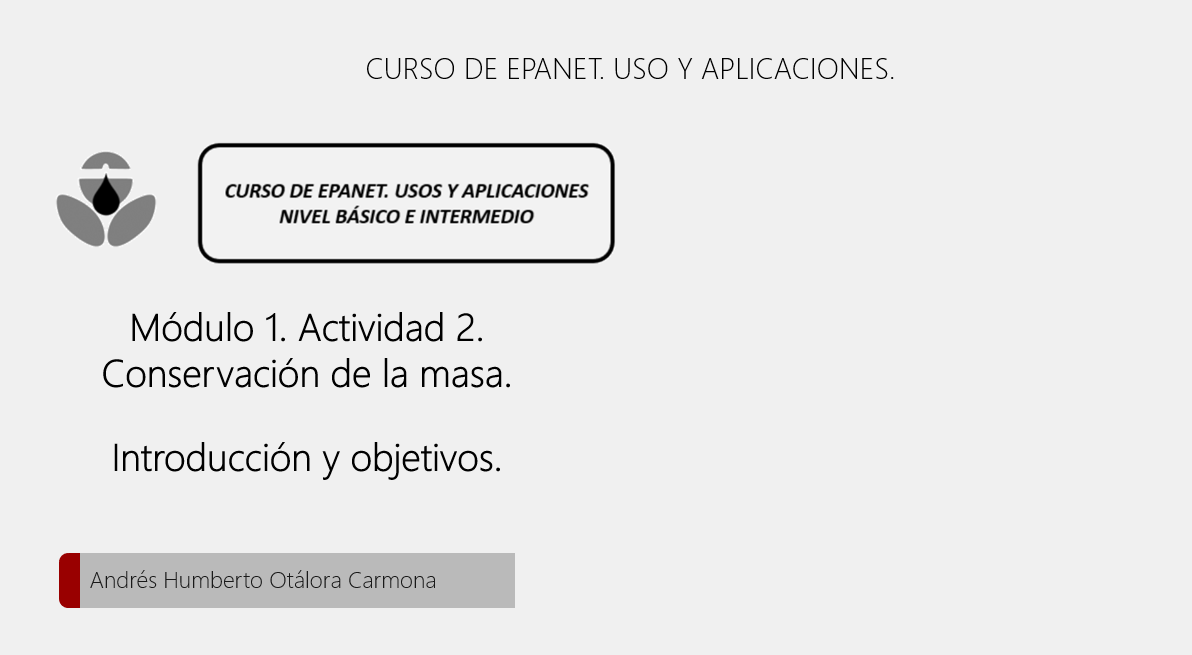 CURSO DE EPANET. USO Y APLICACIONES.
CURSO DE EPANET. USOS Y APLICACIONES
NIVEL BÁSICO E INTERMEDIO
Módulo 1. Actividad 2.
Conservación de la masa.
Introducción y objetivos.
Andrés Humberto Otálora Carmona